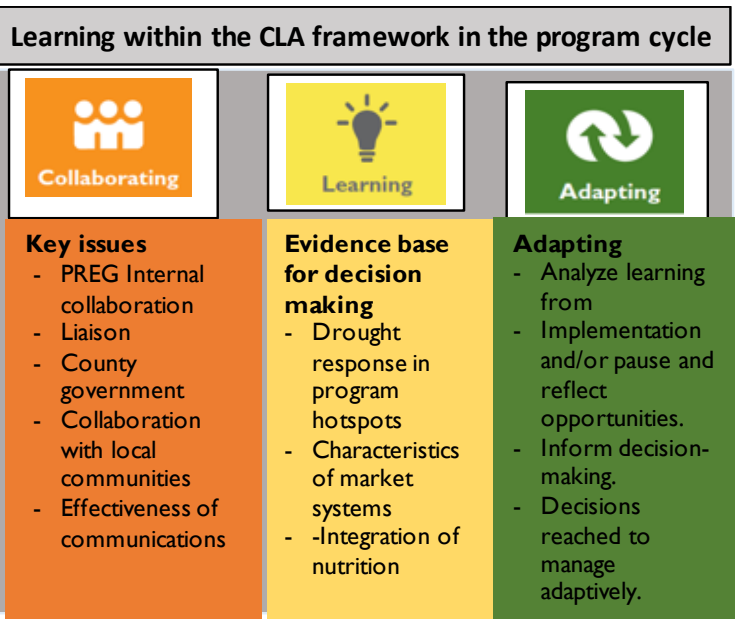 Learning within the CLA framework in the program cycle
Collaborating
Learning
Adapting
Key issues
- PREG Internal
collaboration
- Liaison
- County
government
- Collaboration
with local
communities
- Effectiveness of
communications
Evidence base
for decision
making
- Drought
response in
program
hotspots
- Characteristics
of market
systems
- -Integration of
nutrition
Adapting
- Analyze learning
from
- Implementation
and/or pause and
reflect
opportunities.
- Inform decision-
making.
- Decisions
reached to
manage
adaptively.